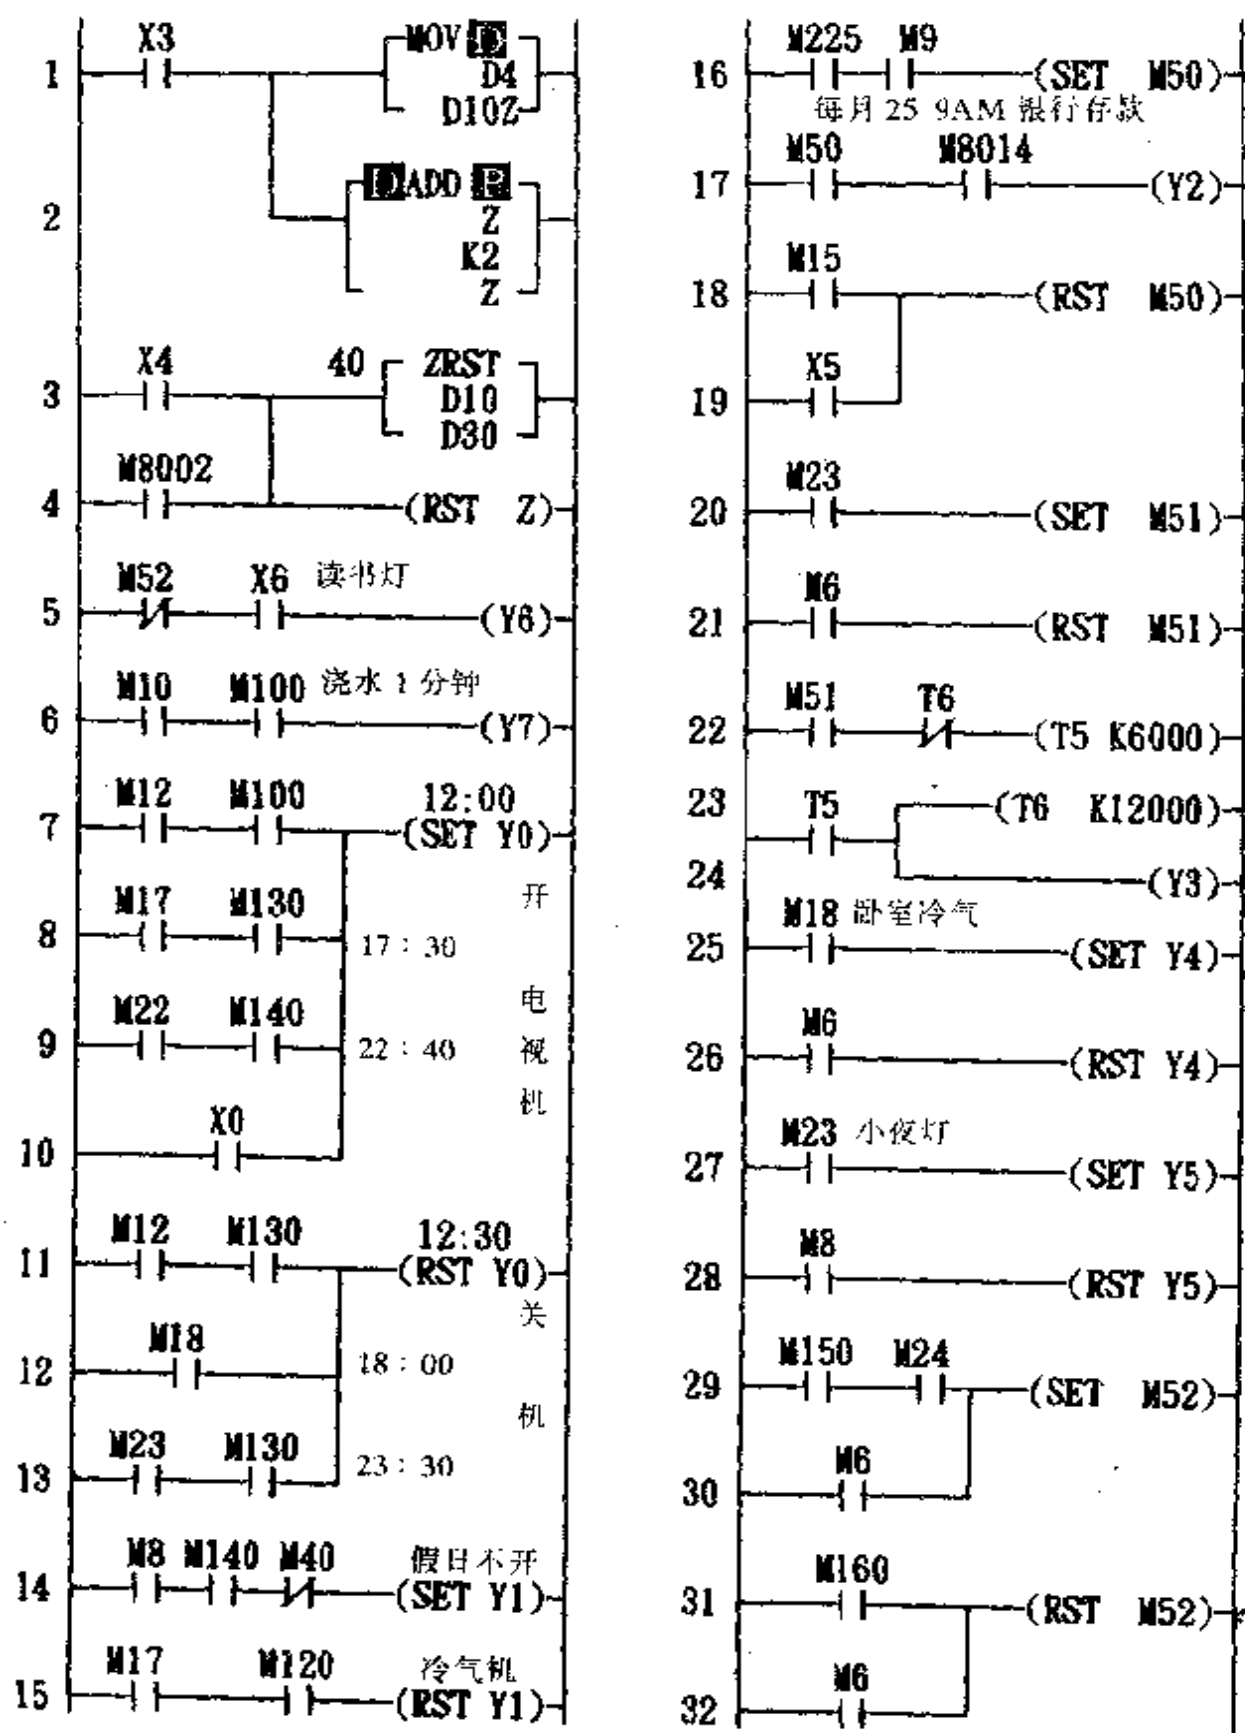 X3
MOV D
1
D4
D10Z
D ADD P
2
Z
K2
Z
X4
40
ZRST
3
D10
D30
M8002
4
(RST Z)
M52
X6
读书灯
5
(Y6)
M10
M100
浇水 1 分钟
6
(Y7)
M12
M100
12:00
7
(SET Y0)
开
M17
M130
8
17:30
电
M22
M140
9
22:40
视
机
X0
10
M12
M130
12:30
11
(RST Y0)
关
M18
12
18:00
机
M23
M130
13
23:30
M8
M140
M40
假日不开
14
(SET Y1)
M17
M120
冷气机
15
(RST Y1)
M225
M9
16
(SET M50)
每月 25 9AM 银行存款
M50
M8014
17
(Y2)
M15
18
(RST M50)
X5
19
M23
20
(SET M51)
M6
21
(RST M51)
M51
T6
22
(T5 K6000)
23
T5
(T6 K12000)
24
(Y3)
M18
卧室冷气
25
(SET Y4)
M6
26
(RST Y4)
M23
小夜灯
27
(SET Y5)
M8
28
(RST Y5)
M150
M24
29
(SET M52)
M6
30
M160
31
(RST M52)
M6
32